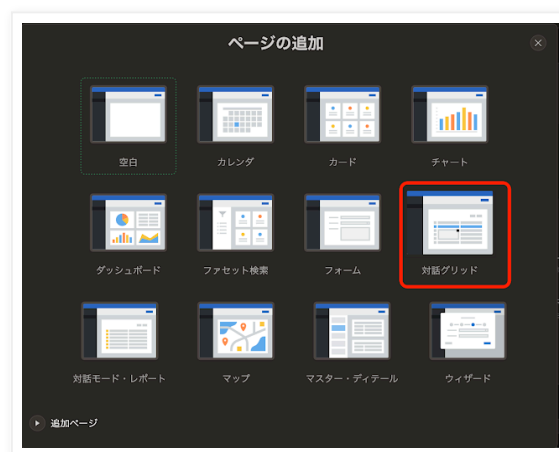 ページの追加
空白
カレンダ
カード
チャート
ダッシュボード
ファセット検索
フォーム
対話グリッド
対話モード・レポート
マップ
マスター・ディテール
ウィザード
追加ページ